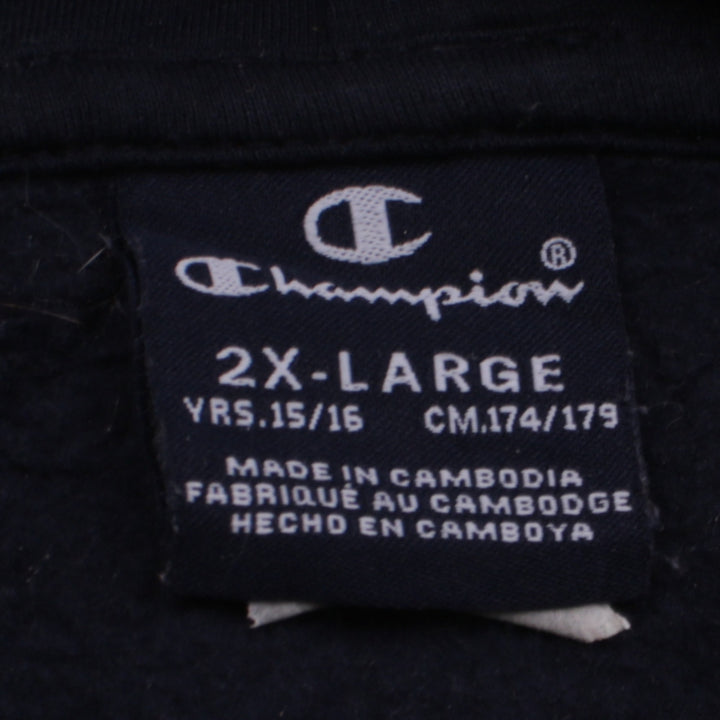 Champion®
2X-LARGE
YRS.15/16 CM.174/179
MADE IN CAMBODIA
FABRIQUÉ AU CAMBODGE
HECHO EN CAMBOYA